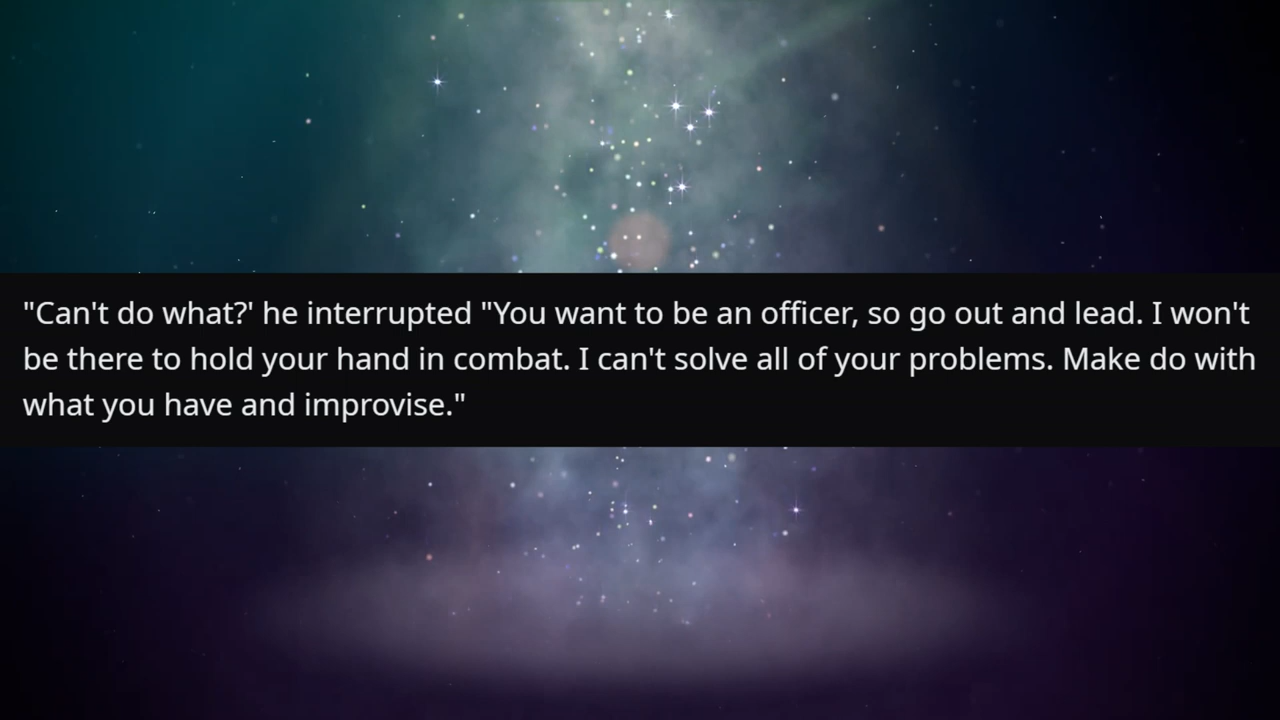 "Can't do what?' he interrupted "You want to be an officer, so go out and lead. I won't
be there to hold your hand in combat. I can't solve all of your problems. Make do with
what you have and improvise."